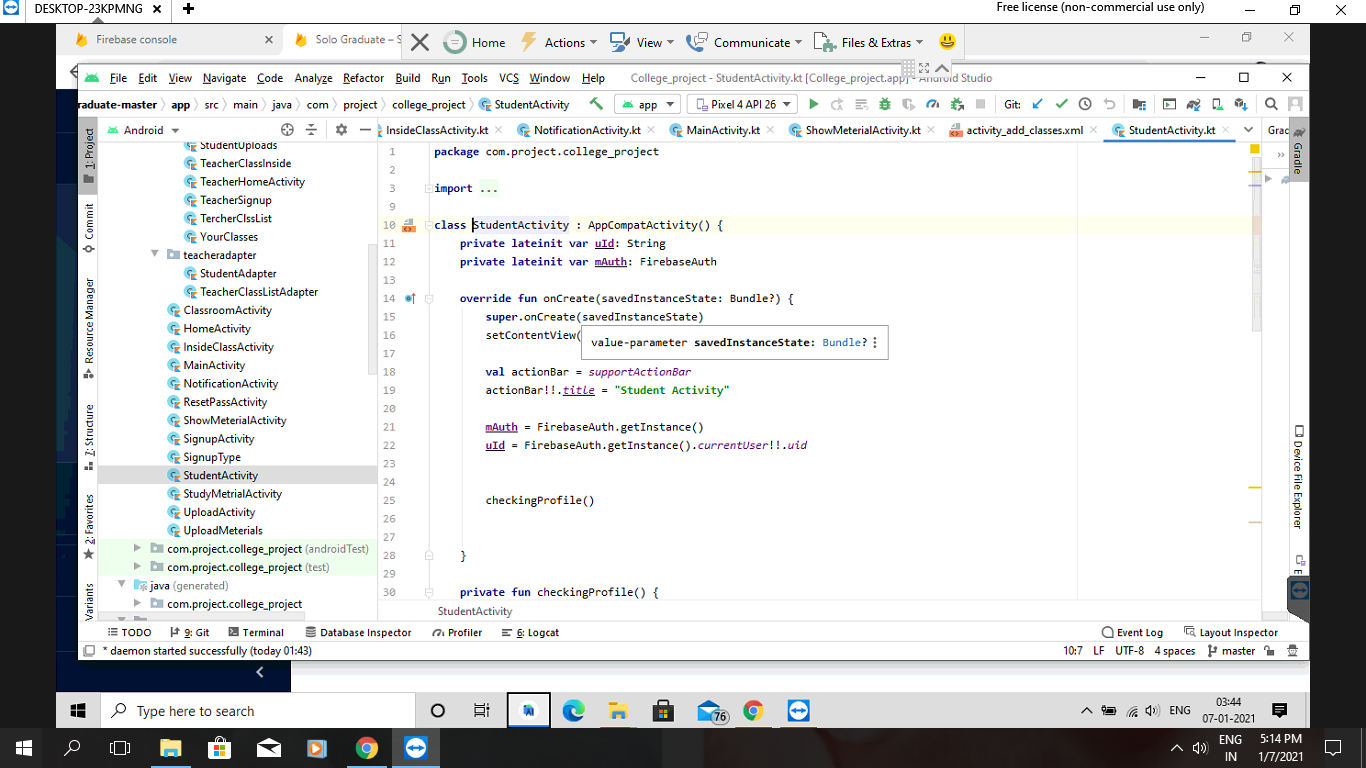 DESKTOP-23KPMNG
Free license (non-commercial use only)
Firebase console
Solo Graduate – S
Home
Actions
View
Communicate
Files & Extras
File Edit View Navigate Code Analyze Refactor Build Run Tools VCS Window Help College_project - StudentActivity.kt [College_project.app] - Android Studio
raduate-master app src main java com project college_project StudentActivity app Pixel 4 API 26 Git:
Android
InsideClassActivity.kt NotificationActivity.kt MainActivity.kt ShowMeterialActivity.kt activity_add_classes.xml StudentActivity.kt Grac
1: Project
Commit
Resource Manager
7: Structure
2: Favorites
Variants
StudentUploads
TeacherClassInside
TeacherHomeActivity
TeacherSignup
TercherClssList
YourClasses
teacheradapter
StudentAdapter
TeacherClassListAdapter
ClassroomActivity
HomeActivity
InsideClassActivity
MainActivity
NotificationActivity
ResetPassActivity
ShowMeterialActivity
SignupActivity
SignupType
StudentActivity
StudyMetrialActivity
UploadActivity
UploadMeterials
com.project.college_project (androidTest)
com.project.college_project (test)
java (generated)
com.project.college_project
1 package com.project.college_project
2
3 import ...
9
10 class StudentActivity : AppCompatActivity() {
11 private lateinit var uId: String
12 private lateinit var mAuth: FirebaseAuth
13
14 override fun onCreate(savedInstanceState: Bundle?) {
15 super.onCreate(savedInstanceState)
16 setContentView(
value-parameter savedInstanceState: Bundle?
17
18 val actionBar = supportActionBar
19 actionBar!!.title = "Student Activity"
20
21 mAuth = FirebaseAuth.getInstance()
22 uId = FirebaseAuth.getInstance().currentUser!!.uid
23
24
25 checkingProfile()
26
27
28 }
29
30 private fun checkingProfile() {
StudentActivity
Gradle
Device File Explorer
E
TODO 9: Git Terminal Database Inspector Profiler 6: Logcat Event Log Layout Inspector
* daemon started successfully (today 01:43) 10:7 LF UTF-8 4 spaces master
Type here to search
76
ENG
03:44
07-01-2021
ENG
IN
5:14 PM
1/7/2021